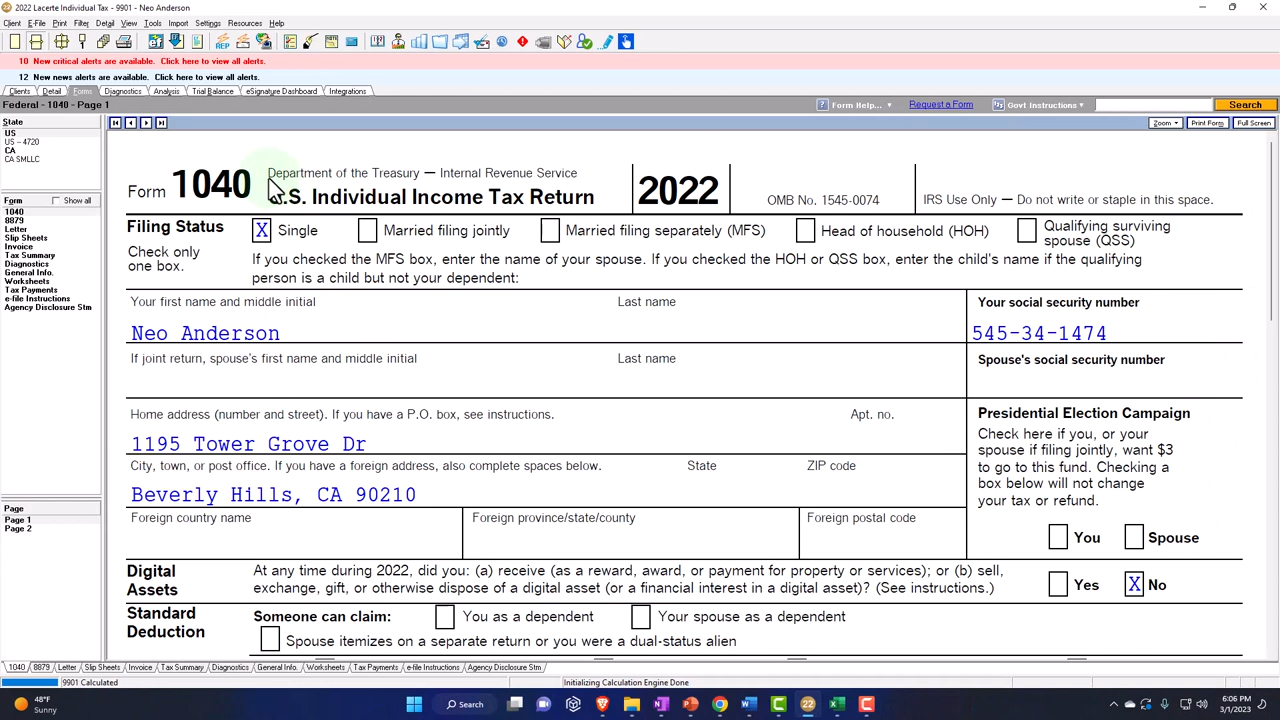 2022 Lacerte Individual Tax - 9901 - Neo Anderson
Client E-File Print Filter Detail View Tools Import Settings Resources Help
10 New critical alerts are available. Click here to view all alerts.
12 New news alerts are available. Click here to view all alerts.
Clients Detail Forms Diagnostics Analysis Trial Balance eSignature Dashboard Integrations
Federal - 1040 - Page 1 ? Form Help... Request a Form Govt Instructions Search
State
US
US - 4720
CA
CA SMLLC
Zoom Print Form Full Screen
Form Show all
1040
8879
Letter
Slip Sheets
Invoice
Tax Summary
Diagnostics
General Info.
Worksheets
Tax Payments
e-file Instructions
Agency Disclosure Stm
Page
Page 1
Page 2
Form 1040 Department of the Treasury — Internal Revenue Service
.S. Individual Income Tax Return 2022 OMB No. 1545-0074 IRS Use Only — Do not write or staple in this space.
Filing Status X Single Married filing jointly Married filing separately (MFS) Head of household (HOH) Qualifying surviving
spouse (QSS)
Check only
one box.
If you checked the MFS box, enter the name of your spouse. If you checked the HOH or QSS box, enter the child's name if the qualifying
person is a child but not your dependent:
Your first name and middle initial Last name Your social security number
Neo Anderson 545-34-1474
If joint return, spouse's first name and middle initial Last name Spouse's social security number
Home address (number and street). If you have a P.O. box, see instructions. Apt. no.
1195 Tower Grove Dr
City, town, or post office. If you have a foreign address, also complete spaces below. State ZIP code
Beverly Hills, CA 90210
Foreign country name Foreign province/state/county Foreign postal code
Presidential Election Campaign
Check here if you, or your
spouse if filing jointly, want $3
to go to this fund. Checking a
box below will not change
your tax or refund.
You Spouse
Digital
Assets
At any time during 2022, did you: (a) receive (as a reward, award, or payment for property or services); or (b) sell,
exchange, gift, or otherwise dispose of a digital asset (or a financial interest in a digital asset)? (See instructions.)
Yes X No
Standard
Deduction
Someone can claim: You as a dependent Your spouse as a dependent
Spouse itemizes on a separate return or you were a dual-status alien
1040 8879 Letter Slip Sheets Invoice Tax Summary Diagnostics General Info. Worksheets Tax Payments e-file Instructions Agency Disclosure Stm
9901 Calculated Initializing Calculation Engine Done
48°F
Sunny
Search
6:06 PM
3/1/2023